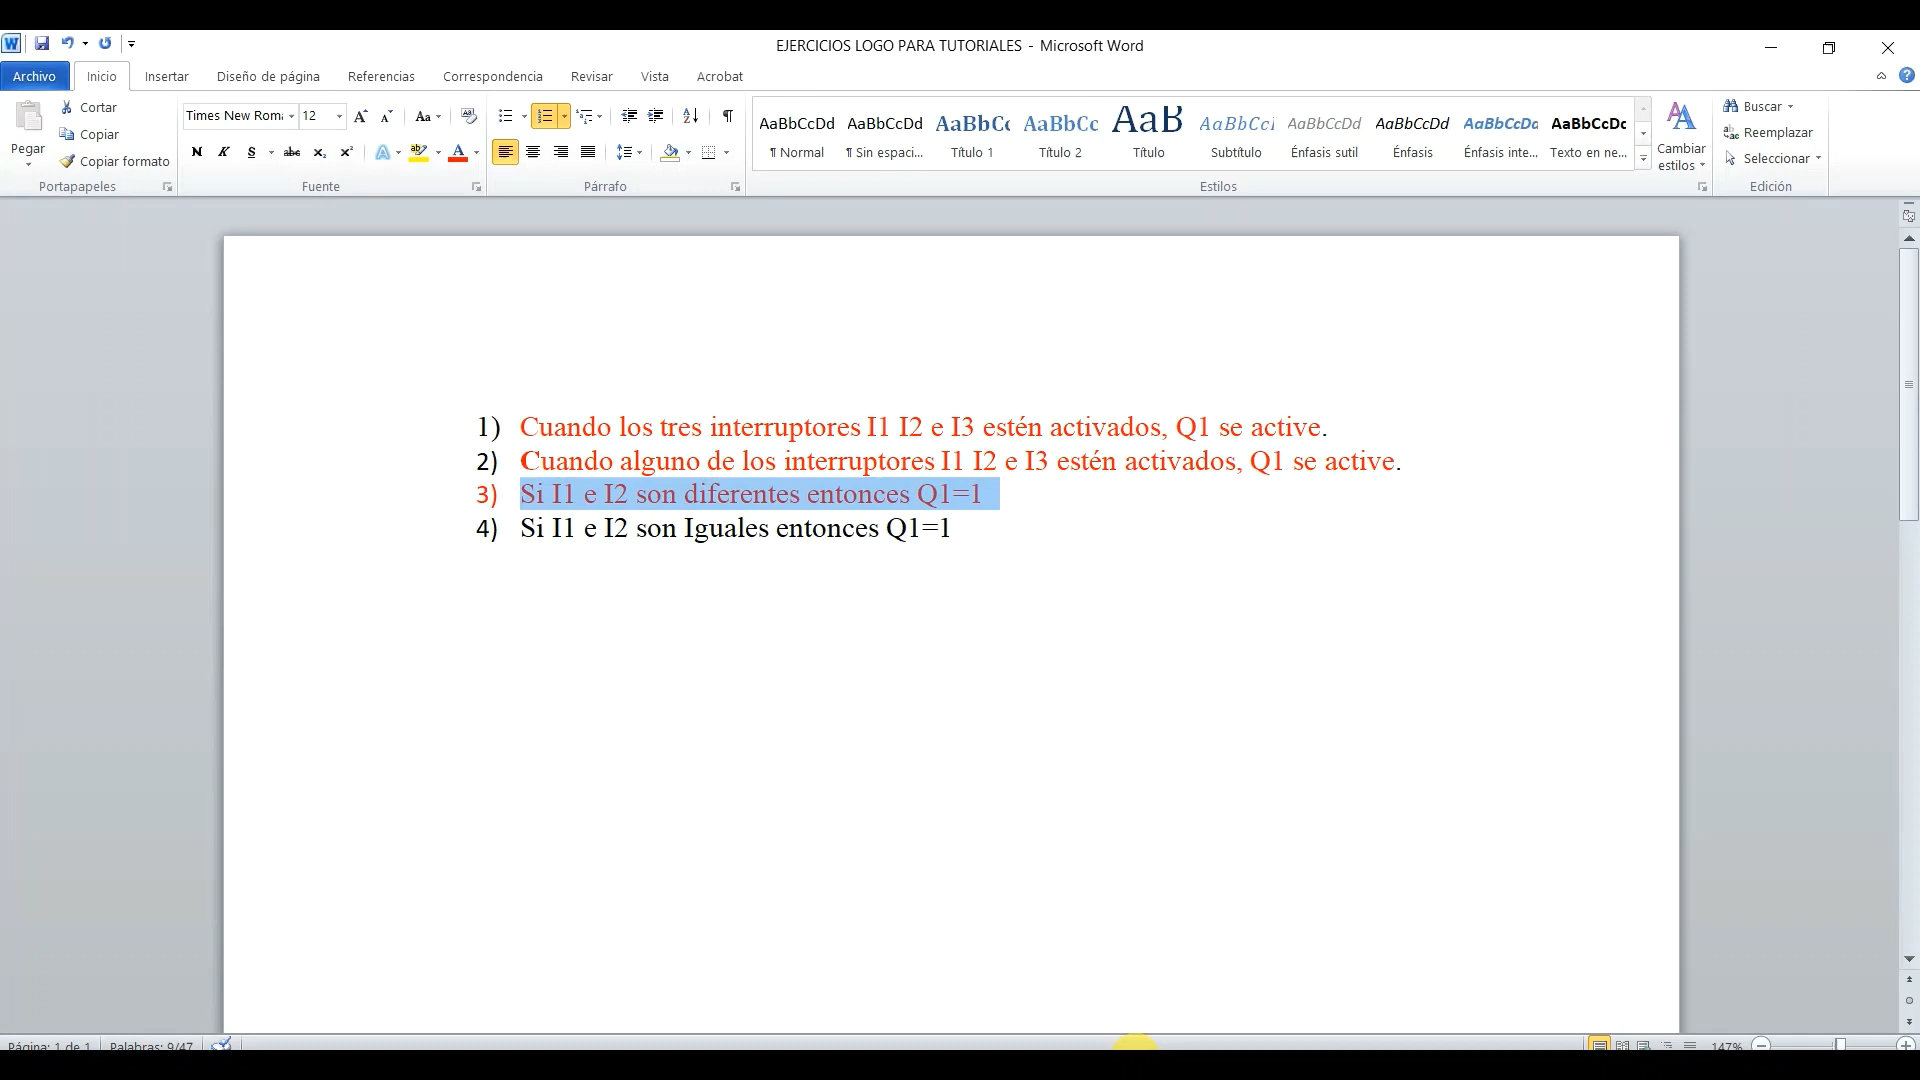 EJERCICIOS LOGO PARA TUTORIALES - Microsoft Word
Archivo Inicio Insertar Diseño de página Referencias Correspondencia Revisar Vista Acrobat
Pegar
Cortar
Copiar
Copiar formato
Portapapeles
Times New Rom 12
Fuente
Párrafo
AaBbCcDd AaBbCcDd AaBbCc AaBbCc AaB AaBbCcI AaBbCcDd AaBbCcDd AaBbCcDd AaBbCcDc
¶ Normal ¶ Sin espaci... Título 1 Título 2 Título Subtítulo Énfasis sutil Énfasis Énfasis inte... Texto en ne...
Estilos
Cambiar
estilos
Buscar
Reemplazar
Seleccionar
Edición
1) Cuando los tres interruptores I1 I2 e I3 estén activados, Q1 se active.
2) Cuando alguno de los interruptores I1 I2 e I3 estén activados, Q1 se active.
3) Si I1 e I2 son diferentes entonces Q1=1
4) Si I1 e I2 son Iguales entonces Q1=1
Página: 1 de 1 Palabras: 9/47 147%